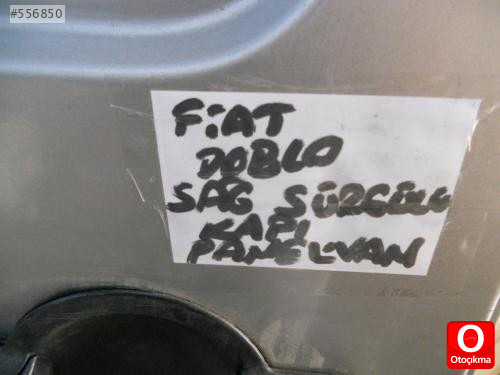 #556850
FİAT
DOBLO
SAĞ SÜRGÜLÜ
KAPI
PANELVAN
O
Otoçıkma